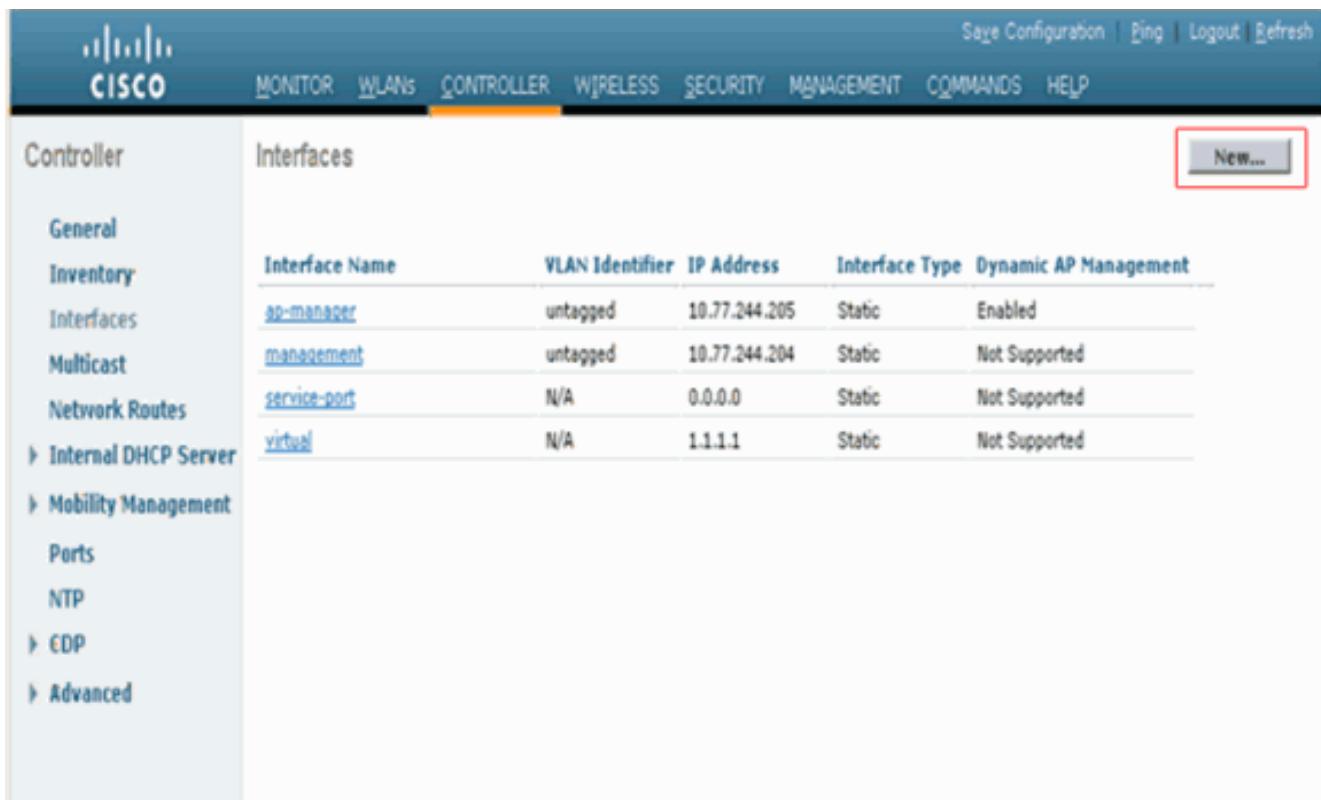 Save Configuration | Ping | Logout | Refresh
CISCO
MONITOR WLANs CONTROLLER WIRELESS SECURITY MANAGEMENT COMMANDS HELP
Controller
General
Inventory
Interfaces
Multicast
Network Routes
Internal DHCP Server
Mobility Management
Ports
NTP
CDP
Advanced
Interfaces
New...
Interface Name VLAN Identifier IP Address Interface Type Dynamic AP Management
ap-manager untagged 10.77.244.205 Static Enabled
management untagged 10.77.244.204 Static Not Supported
service-port N/A 0.0.0.0 Static Not Supported
virtual N/A 1.1.1.1 Static Not Supported